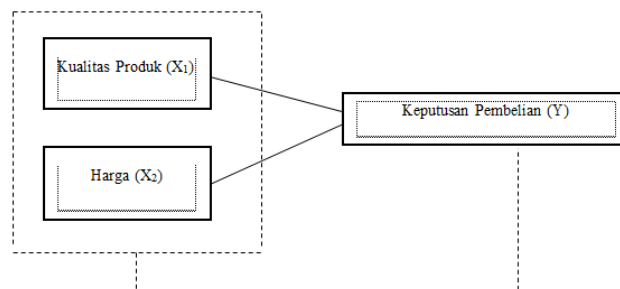 Kualitas Produk (X₁)
Keputusan Pembelian (Y)
Harga (X₂)